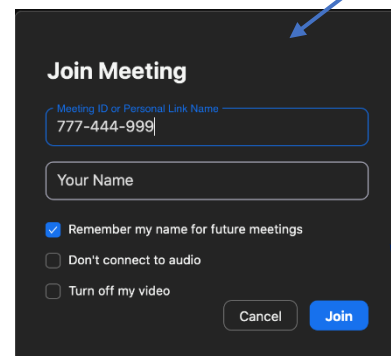 Join Meeting
Meeting ID or Personal Link Name
777-444-999
Your Name
Remember my name for future meetings
Don't connect to audio
Turn off my video
Cancel Join